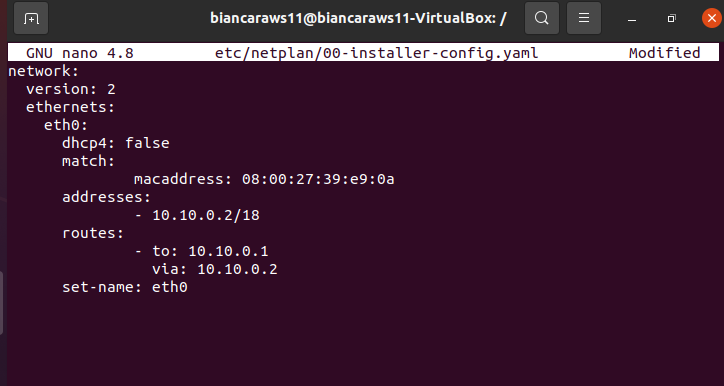 biancaraws11@biancaraws11-VirtualBox: /
GNU nano 4.8 etc/netplan/00-installer-config.yaml Modified
network:
version: 2
ethernets:
eth0:
dhcp4: false
match:
macaddress: 08:00:27:39:e9:0a
addresses:
- 10.10.0.2/18
routes:
- to: 10.10.0.1
via: 10.10.0.2
set-name: eth0